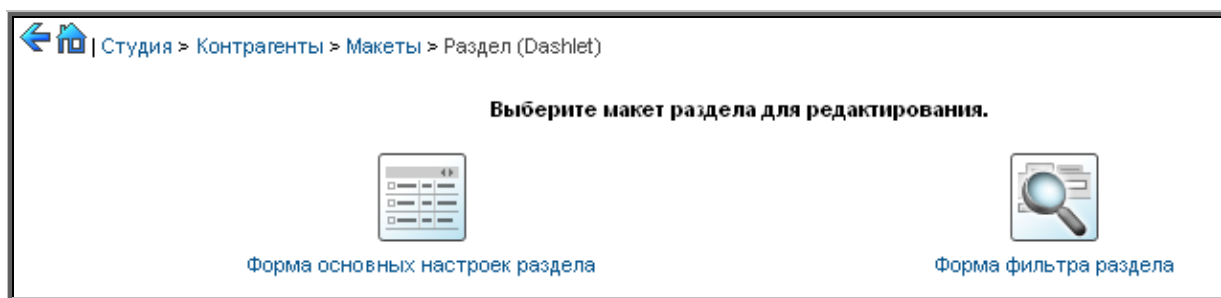 | Студия > Контрагенты > Макеты > Раздел (Dashlet)
Выберите макет раздела для редактирования.
Форма основных настроек раздела
Форма фильтра раздела